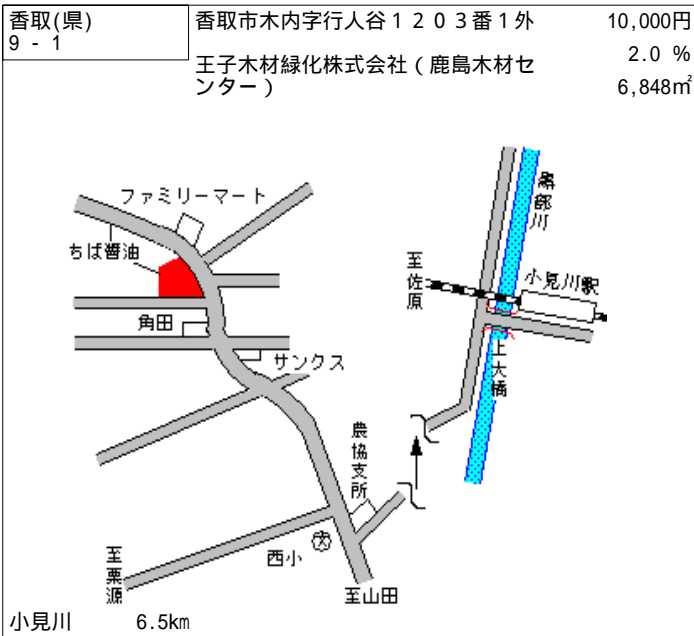 香取(県)
9 - 1
香取市木内字行人谷１２０３番１外
10,000円
2.0 %
王子木材緑化株式会社（鹿島木材セ
ンター）
6,848㎡
ファミリーマート
ちば醤油
角田
サンクス
農協支所
西小
文
至栗源
至山田
黒部川
至佐原
小見川駅
上大橋
小見川
6.5km